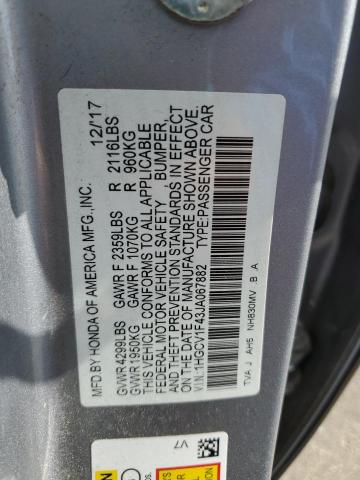 MFD.BY HONDA OF AMERICA MFG.,INC. 12/17
GVWR 4299LBS GAWR F 2359LBS R 2116LBS
GVWR 1950KG GAWR F 1070KG R 960KG
THIS VEHICLE CONFORMS TO ALL APPLICABLE
FEDERAL MOTOR VEHICLE SAFETY BUMPER,
AND THEFT PREVENTION STANDARDS IN EFFECT
ON THE DATE OF MANUFACTURE SHOWN ABOVE.
V.I.N.:1HGCV1F43JA067882 TYPE:PASSENGER CAR
TVA J AH5 NH830MV B A
V7